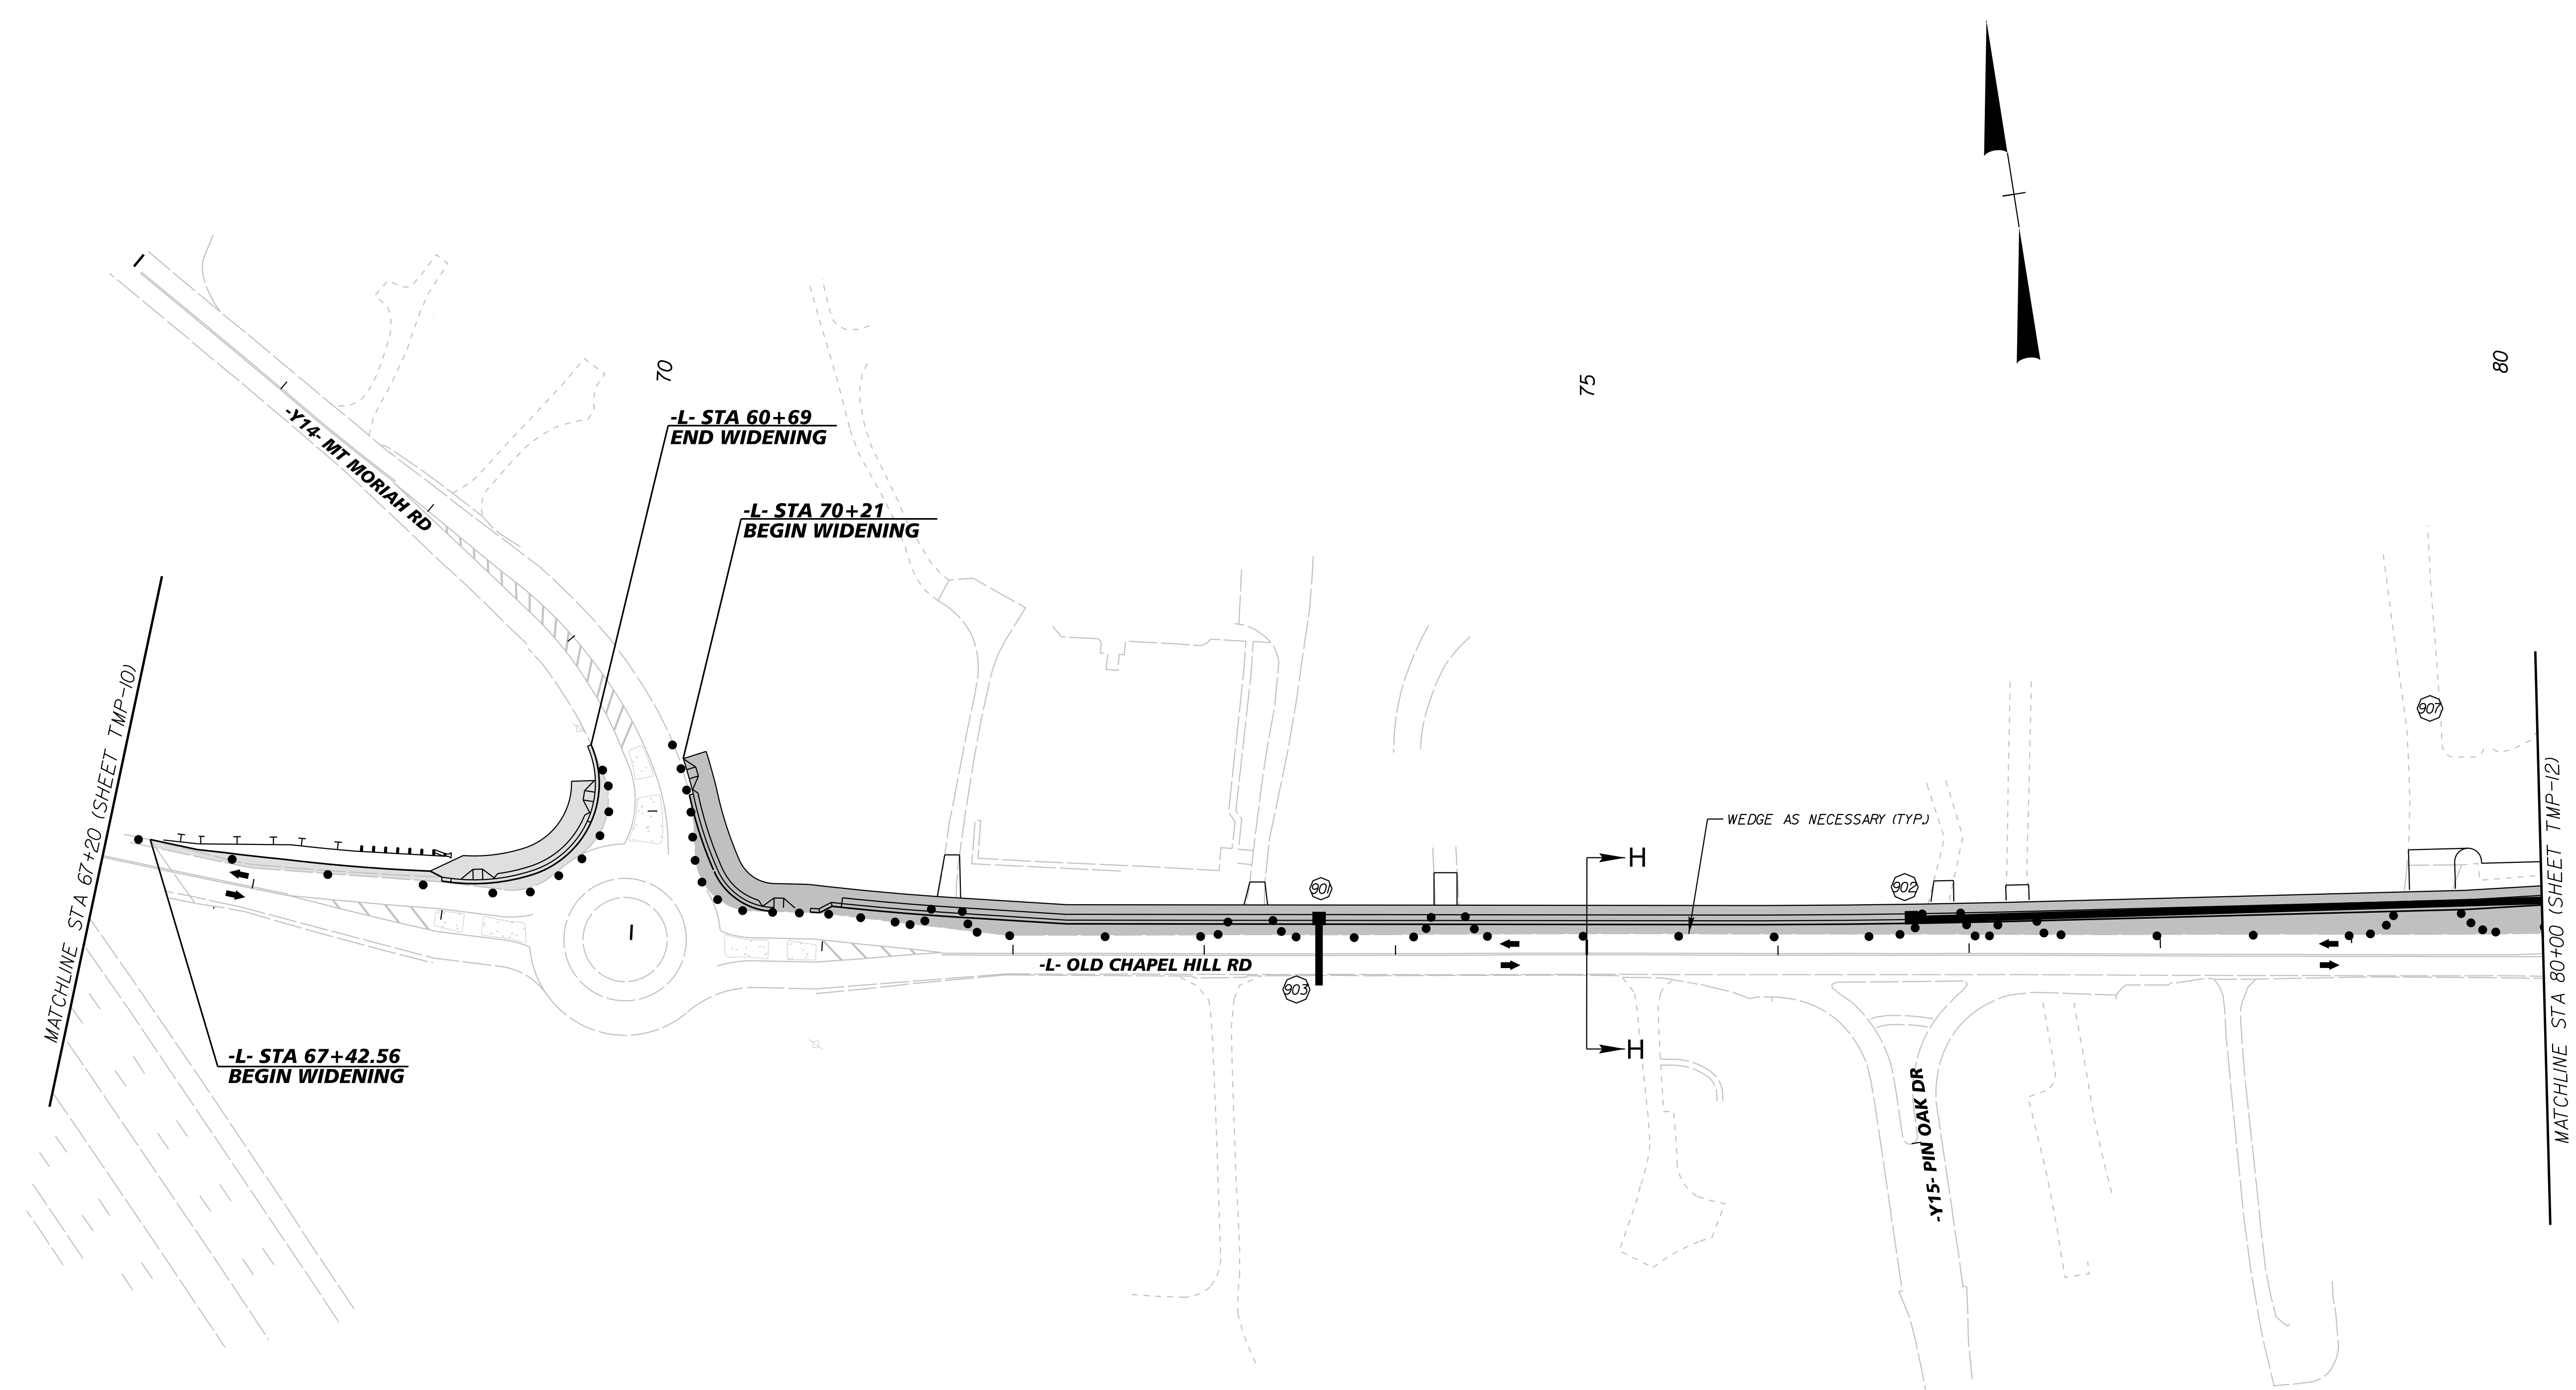 70
75
80
-Y14- MT MORIAH RD
-L- STA 60+69
END WIDENING
-L- STA 70+21
BEGIN WIDENING
MATCHLINE STA 67+20 (SHEET TMP-10)
907
WEDGE AS NECESSARY (TYP.)
H
901
902
-L- OLD CHAPEL HILL RD
903
H
-L- STA 67+42.56
BEGIN WIDENING
-Y15- PIN OAK DR
MATCHLINE STA 80+00 (SHEET TMP-12)